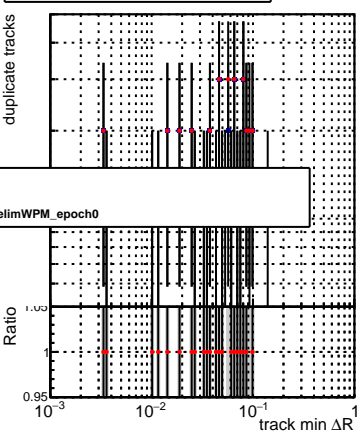 duplicate tracks
elimWPM_epoch0
1.05
Ratio
1
0.95
10−3
10−2
10−1
1
track min ΔR